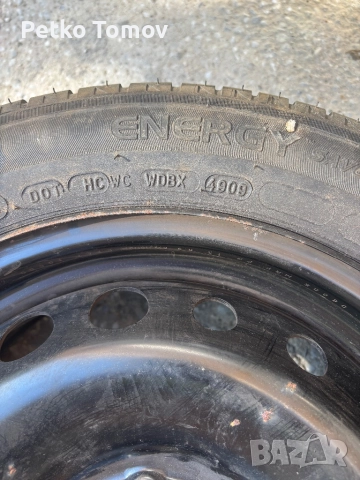 Petko Tomov
ENERGY
DOT HC WC WDBX 4909
BAZAR